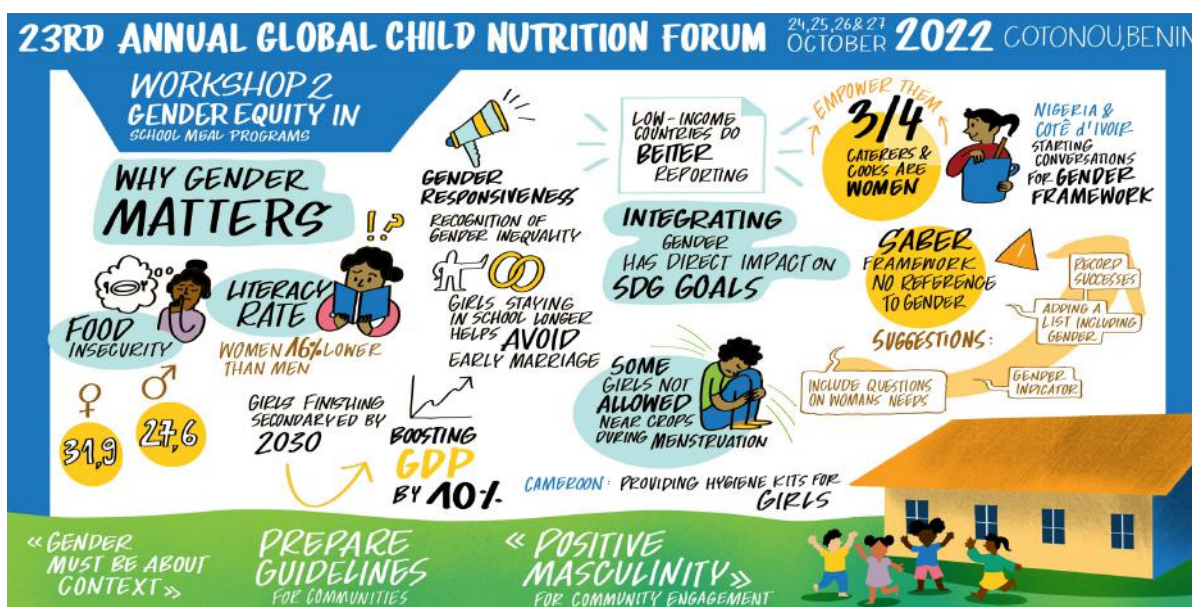 23RD ANNUAL GLOBAL CHILD NUTRITION FORUM
24,25,26&27
OCTOBER
2022
COTONOU, BENIN
WORKSHOP 2
GENDER EQUITY IN
SCHOOL MEAL PROGRAMS
WHY GENDER
MATTERS
FOOD
INSECURITY
♀
31,9
♂
27,6
!?
LITERACY
RATE
WOMEN 16% LOWER
THAN MEN
GIRLS FINISHING
SECONDARYED BY
2030
BOOSTING
GDP
BY 10%
GENDER
RESPONSIVENESS
RECOGNITION OF
GENDER INEQUALITY
GIRLS STAYING
IN SCHOOL LONGER
HELPS AVOID
EARLY MARRIAGE
LOW-INCOME
COUNTRIES DO
BETTER
REPORTING
INTEGRATING
GENDER
HAS DIRECT IMPACT ON
SDG GOALS
SOME
GIRLS NOT
ALLOWED
NEAR CROPS
DURING MENSTRUATION
CAMEROON: PROVIDING HYGIENE KITS FOR
GIRLS
EMPOWER THEM
3/4
CATERERS &
COOKS ARE
WOMEN
NIGERIA &
COTÊ d'IVOIR
STARTING
CONVERSATIONS
FOR GENDER
FRAMEWORK
SABER
FRAMEWORK
NO REFERENCE
TO GENDER
!
SUGGESTIONS:
INCLUDE QUESTIONS
ON WOMANS NEEDS
GENDER
INDICATOR
ADDING A
LIST INCLUDING
GENDER
RECORD
SUCCESSES
« GENDER
MUST BE ABOUT
CONTEXT »
PREPARE
GUIDELINES
FOR COMMUNITIES
« POSITIVE
MASCULINITY »
FOR COMMUNITY ENGAGEMENT